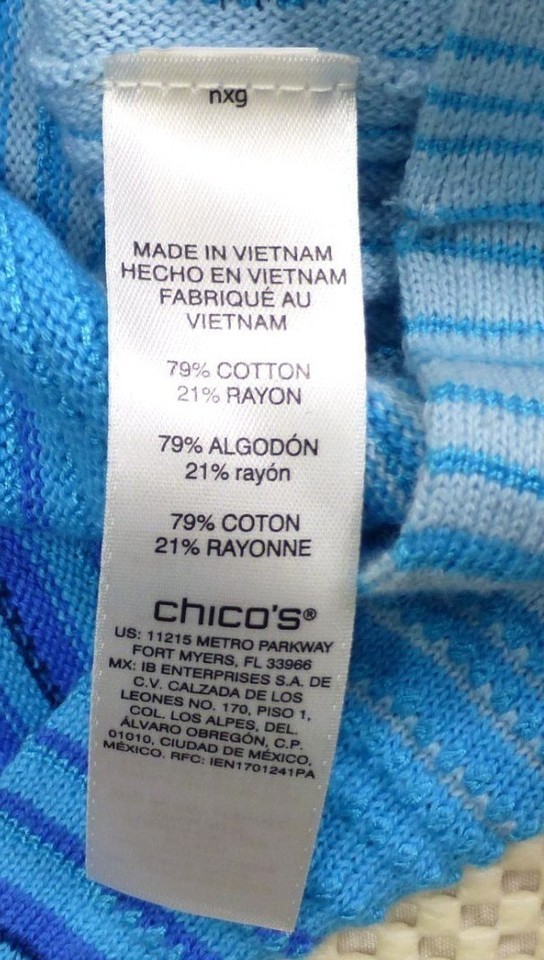 nxg
MADE IN VIETNAM
HECHO EN VIETNAM
FABRIQUÉ AU
VIETNAM
79% COTTON
21% RAYON
79% ALGODÓN
21% rayón
79% COTON
21% RAYONNE
chico's®
US: 11215 METRO PARKWAY
FORT MYERS, FL 33966
MX: IB ENTERPRISES S.A. DE
C.V. CALZADA DE LOS
LEONES NO. 170, PISO 1,
COL. LOS ALPES, DEL.
ÁLVARO OBREGÓN, C.P.
01010, CIUDAD DE MÉXICO,
MÉXICO. RFC: IEN1701241PA